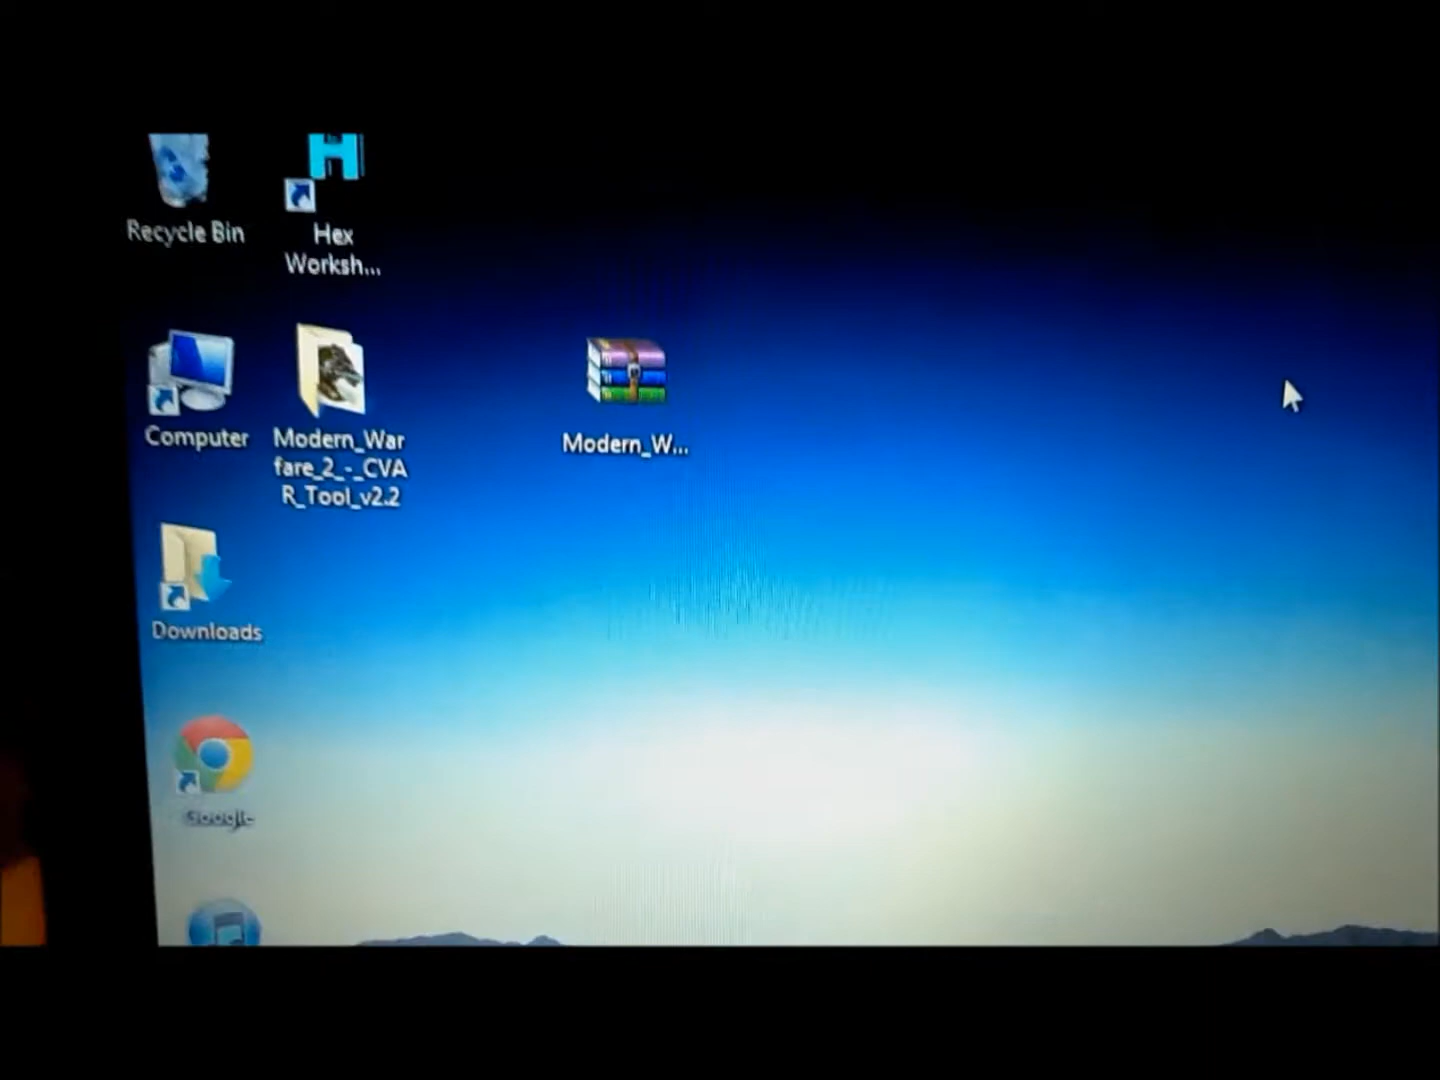 Recycle Bin
Hex
Worksh...
Computer
Modern_War
fare_2_-_CVA
R_Tool_v2.2
Modern_W...
Downloads
Google